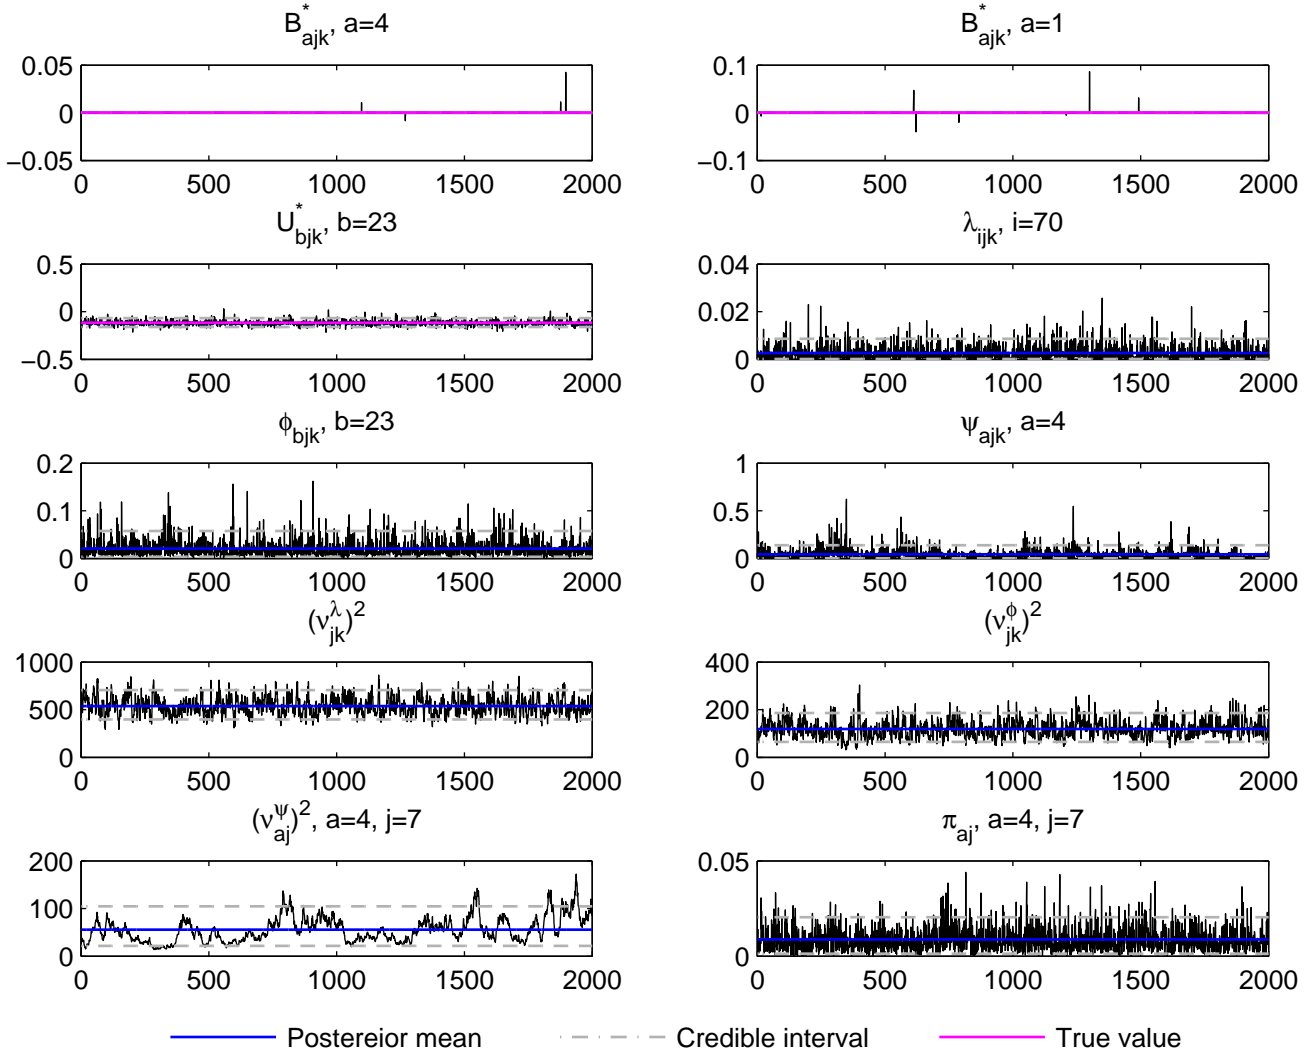 B*ajk, a=4 B*ajk, a=1
0.05 0.1
0 0
−0.05 −0.1
0 500 1000 1500 2000 0 500 1000 1500 2000
U*bjk, b=23 λijk, i=70
0.5 0.04
0 0.02
−0.5 0
0 500 1000 1500 2000 0 500 1000 1500 2000
ϕbjk, b=23 ψajk, a=4
0.2 1
0.1 0.5
0 0
0 500 1000 1500 2000 0 500 1000 1500 2000
(νλjk)2 (νϕjk)2
1000 400
500 200
0 0
0 500 1000 1500 2000 0 500 1000 1500 2000
(νψaj)2, a=4, j=7 πaj, a=4, j=7
200 0.05
100
0 0
0 500 1000 1500 2000 0 500 1000 1500 2000
Postereior mean Credible interval True value